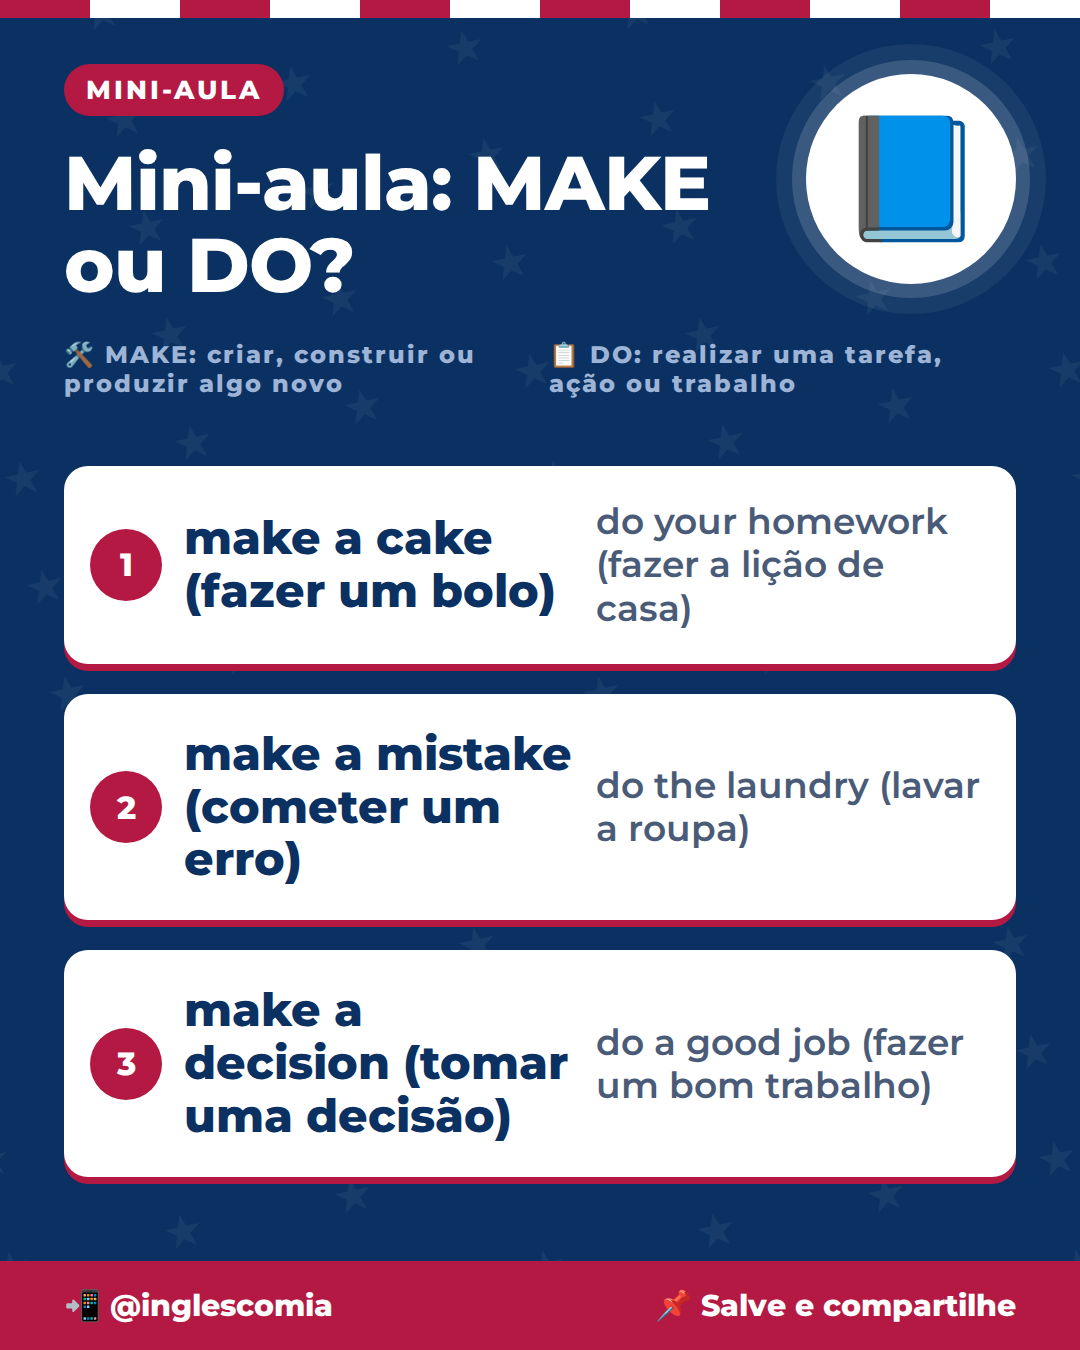 MINI-AULA
Mini-aula: MAKE
ou DO?
🛠️ MAKE: criar, construir ou
produzir algo novo
📋 DO: realizar uma tarefa,
ação ou trabalho
1
make a cake
(fazer um bolo)
do your homework
(fazer a lição de
casa)
2
make a mistake
(cometer um
erro)
do the laundry (lavar
a roupa)
3
make a
decision (tomar
uma decisão)
do a good job (fazer
um bom trabalho)
📲 @inglescomia
📌 Salve e compartilhe